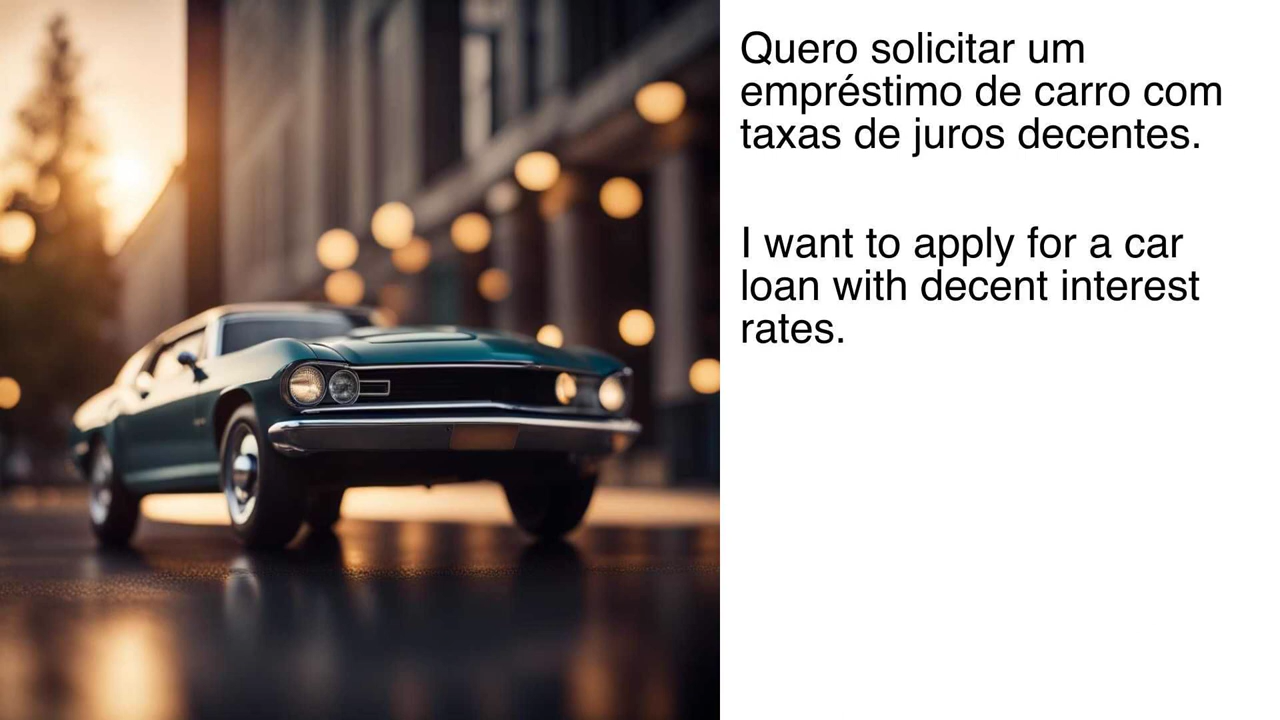 Quero solicitar um
empréstimo de carro com
taxas de juros decentes.
I want to apply for a car
loan with decent interest
rates.